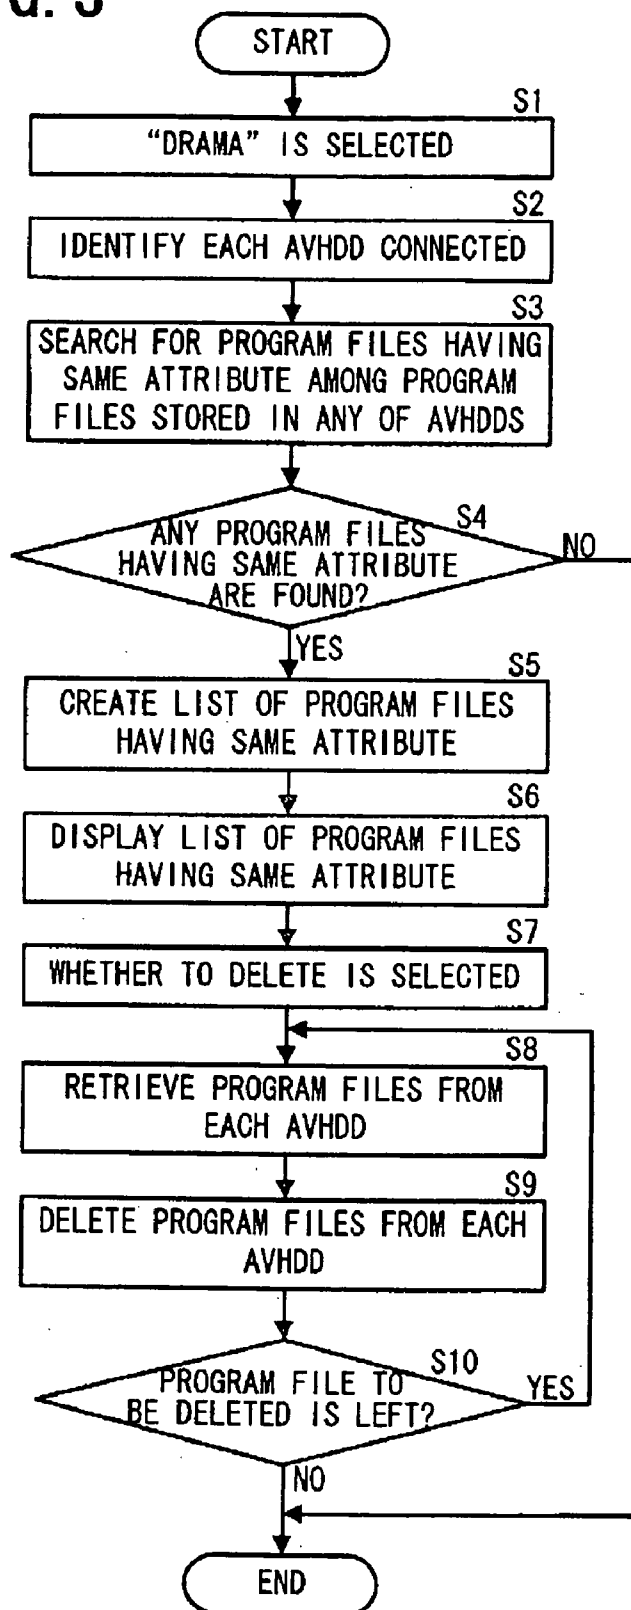 G. 5
START
S1
“DRAMA” IS SELECTED
S2
IDENTIFY EACH AVHDD CONNECTED
S3
SEARCH FOR PROGRAM FILES HAVING
SAME ATTRIBUTE AMONG PROGRAM
FILES STORED IN ANY OF AVHDDS
S4
ANY PROGRAM FILES
HAVING SAME ATTRIBUTE
ARE FOUND?
NO
YES
S5
CREATE LIST OF PROGRAM FILES
HAVING SAME ATTRIBUTE
S6
DISPLAY LIST OF PROGRAM FILES
HAVING SAME ATTRIBUTE
S7
WHETHER TO DELETE IS SELECTED
S8
RETRIEVE PROGRAM FILES FROM
EACH AVHDD
S9
DELETE PROGRAM FILES FROM EACH
AVHDD
S10
PROGRAM FILE TO
BE DELETED IS LEFT?
YES
NO
END